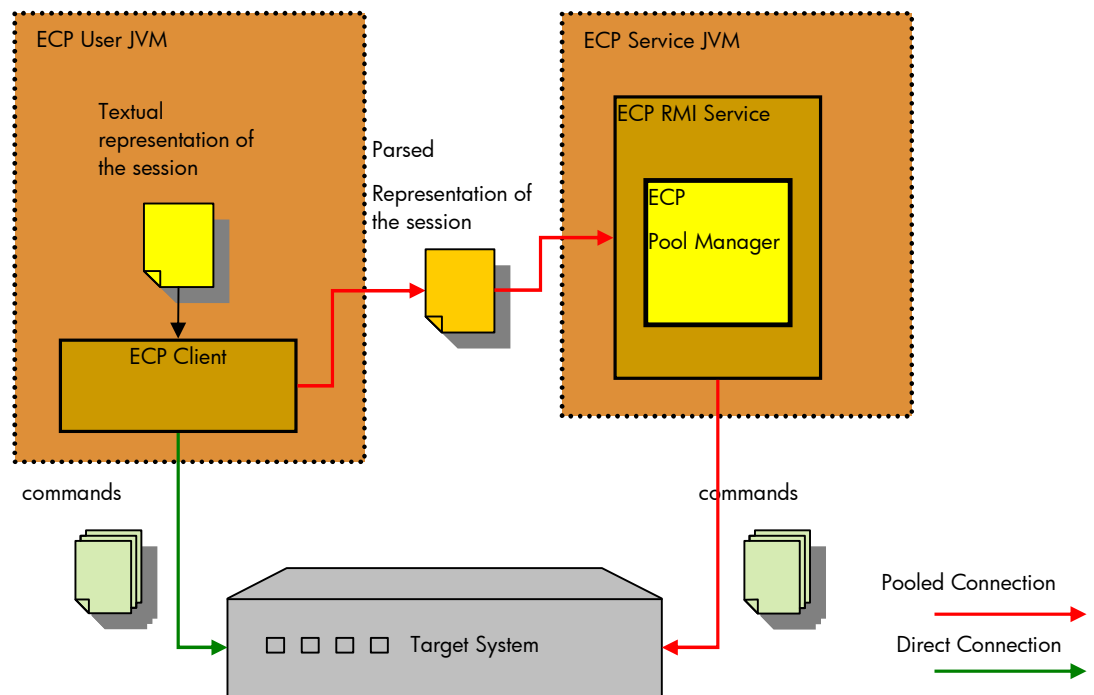 ECP User JVM
Textual
representation of
the session
ECP Client
Parsed
Representation of
the session
ECP Service JVM
ECP RMI Service
ECP
Pool Manager
commands
commands
Target System
Pooled Connection
Direct Connection